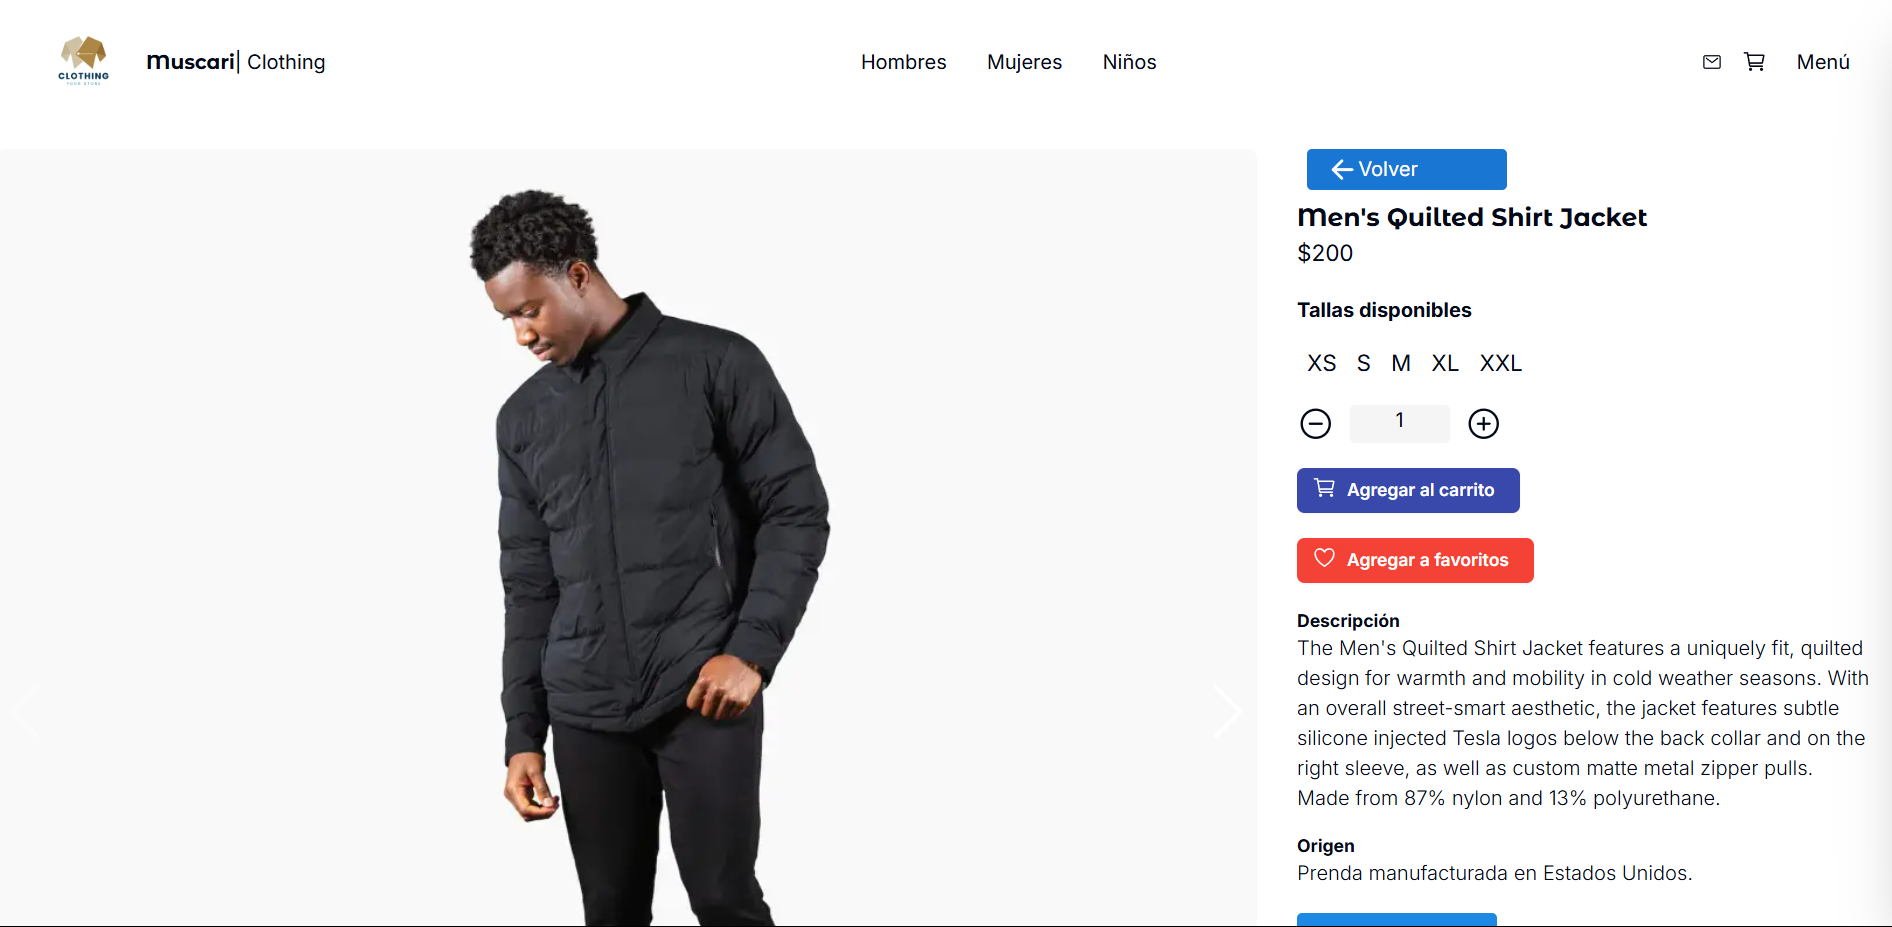 CLOTHING
YOUR STORE
Muscari| Clothing
Hombres Mujeres Niños
Menú
Volver
Men's Quilted Shirt Jacket
$200
Tallas disponibles
XS S M XL XXL
1
Agregar al carrito
Agregar a favoritos
Descripción
The Men's Quilted Shirt Jacket features a uniquely fit, quilted
design for warmth and mobility in cold weather seasons. With
an overall street-smart aesthetic, the jacket features subtle
silicone injected Tesla logos below the back collar and on the
right sleeve, as well as custom matte metal zipper pulls.
Made from 87% nylon and 13% polyurethane.
Origen
Prenda manufacturada en Estados Unidos.